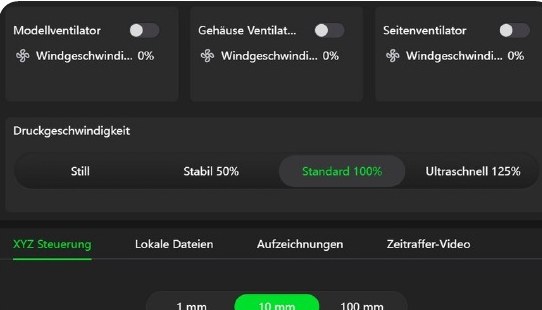 Modellventilator
Gehäuse Ventilat...
Seitenventilator
Windgeschwindi... 0%
Windgeschwindi... 0%
Windgeschwindi... 0%
Druckgeschwindigkeit
Still
Stabil 50%
Standard 100%
Ultraschnell 125%
XYZ Steuerung
Lokale Dateien
Aufzeichnungen
Zeitraffer-Video
1 mm
10 mm
100 mm